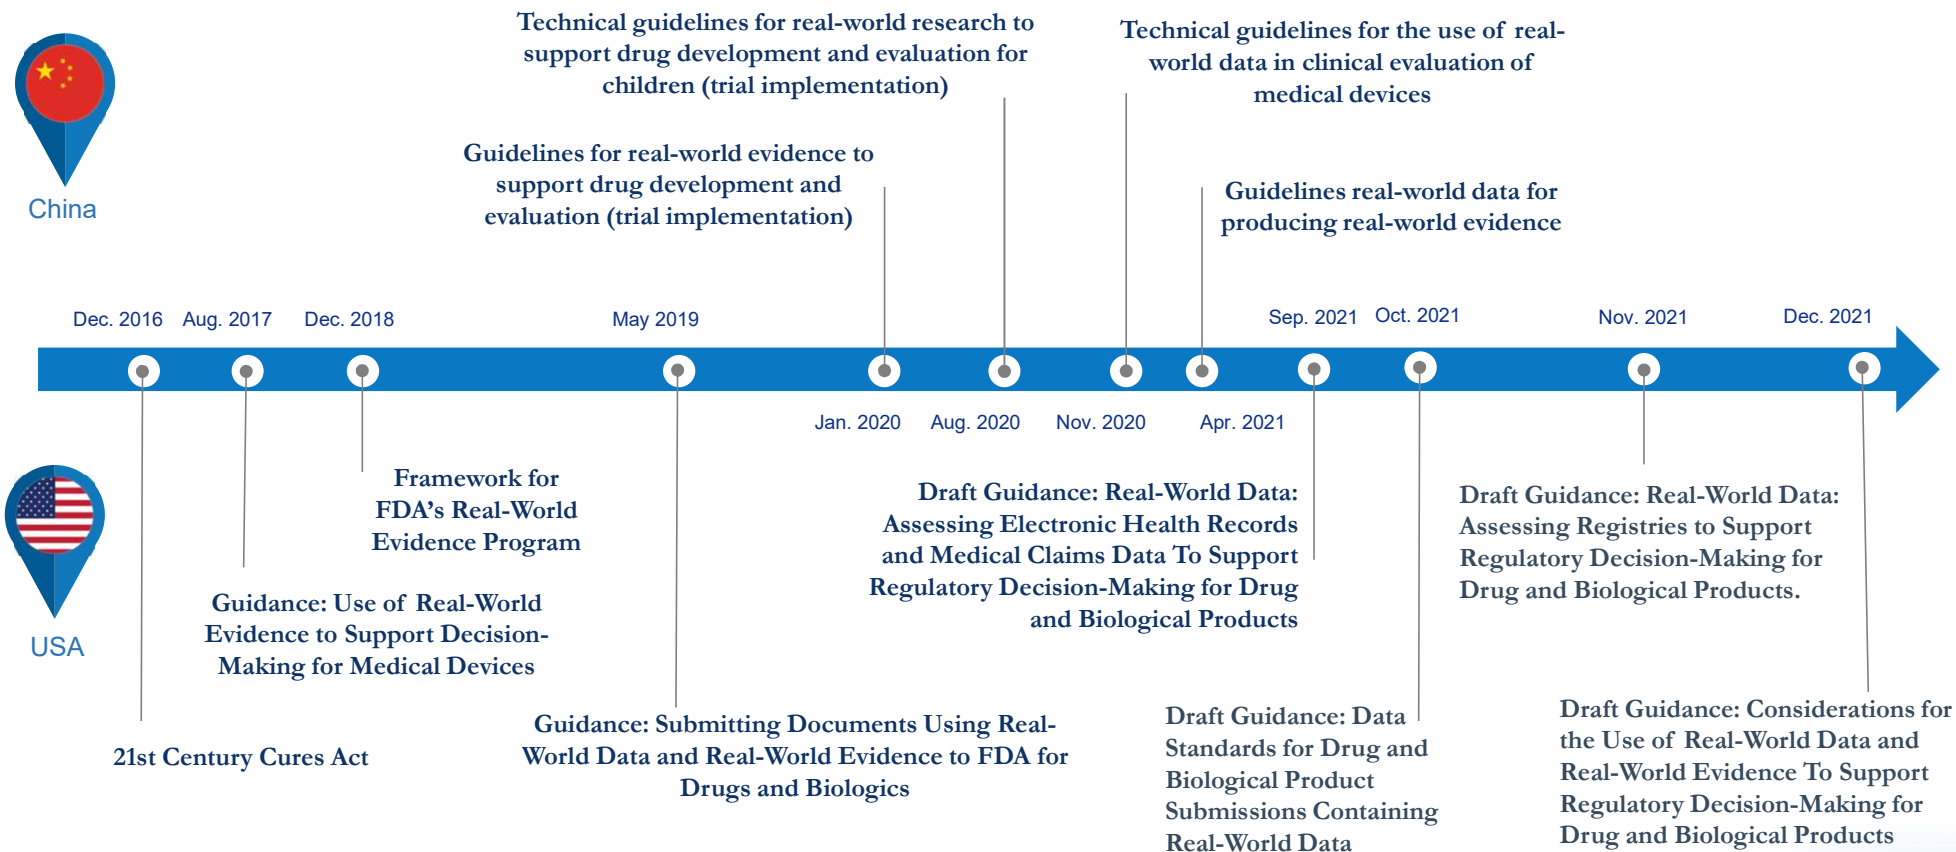 Technical guidelines for real-world research to
support drug development and evaluation for
children (trial implementation)
Technical guidelines for the use of real-
world data in clinical evaluation of
medical devices
Guidelines for real-world evidence to
support drug development and
evaluation (trial implementation)
Guidelines real-world data for
producing real-world evidence
China
Dec. 2016
Aug. 2017
Dec. 2018
May 2019
Sep. 2021
Oct. 2021
Nov. 2021
Dec. 2021
Jan. 2020
Aug. 2020
Nov. 2020
Apr. 2021
USA
Framework for
FDA’s Real-World
Evidence Program
Guidance: Use of Real-World
Evidence to Support Decision-
Making for Medical Devices
21st Century Cures Act
Guidance: Submitting Documents Using Real-
World Data and Real-World Evidence to FDA for
Drugs and Biologics
Draft Guidance: Real-World Data:
Assessing Electronic Health Records
and Medical Claims Data To Support
Regulatory Decision-Making for Drug
and Biological Products
Draft Guidance: Data
Standards for Drug and
Biological Product
Submissions Containing
Real-World Data
Draft Guidance: Real-World Data:
Assessing Registries to Support
Regulatory Decision-Making for
Drug and Biological Products.
Draft Guidance: Considerations for
the Use of Real-World Data and
Real-World Evidence To Support
Regulatory Decision-Making for
Drug and Biological Products